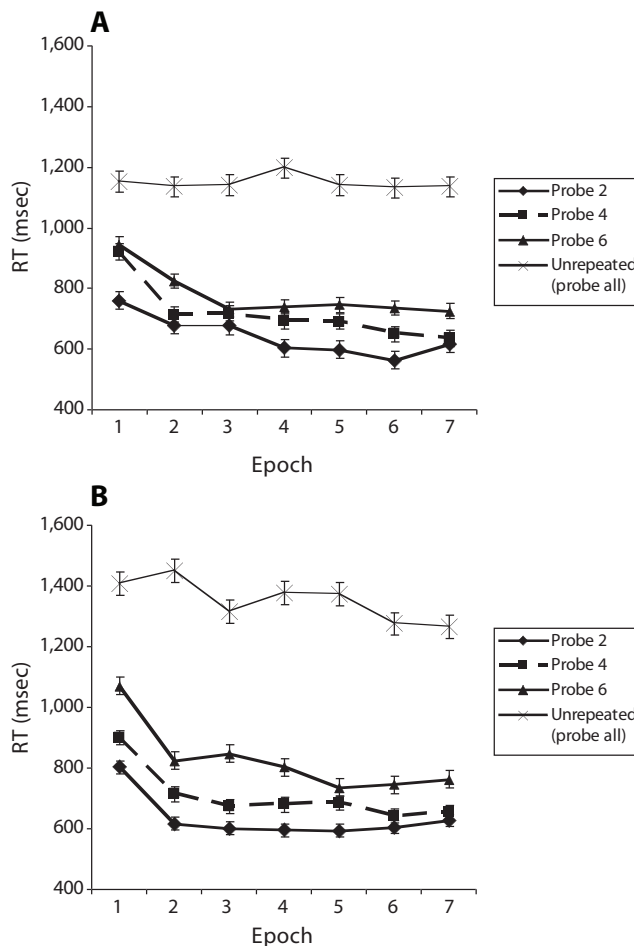 A
1,600
1,400
1,200
1,000
800
600
400
RT (msec)
1 2 3 4 5 6 7
Epoch
Probe 2
Probe 4
Probe 6
Unrepeated
(probe all)
B
1,600
1,400
1,200
1,000
800
600
400
RT (msec)
1 2 3 4 5 6 7
Epoch
Probe 2
Probe 4
Probe 6
Unrepeated
(probe all)